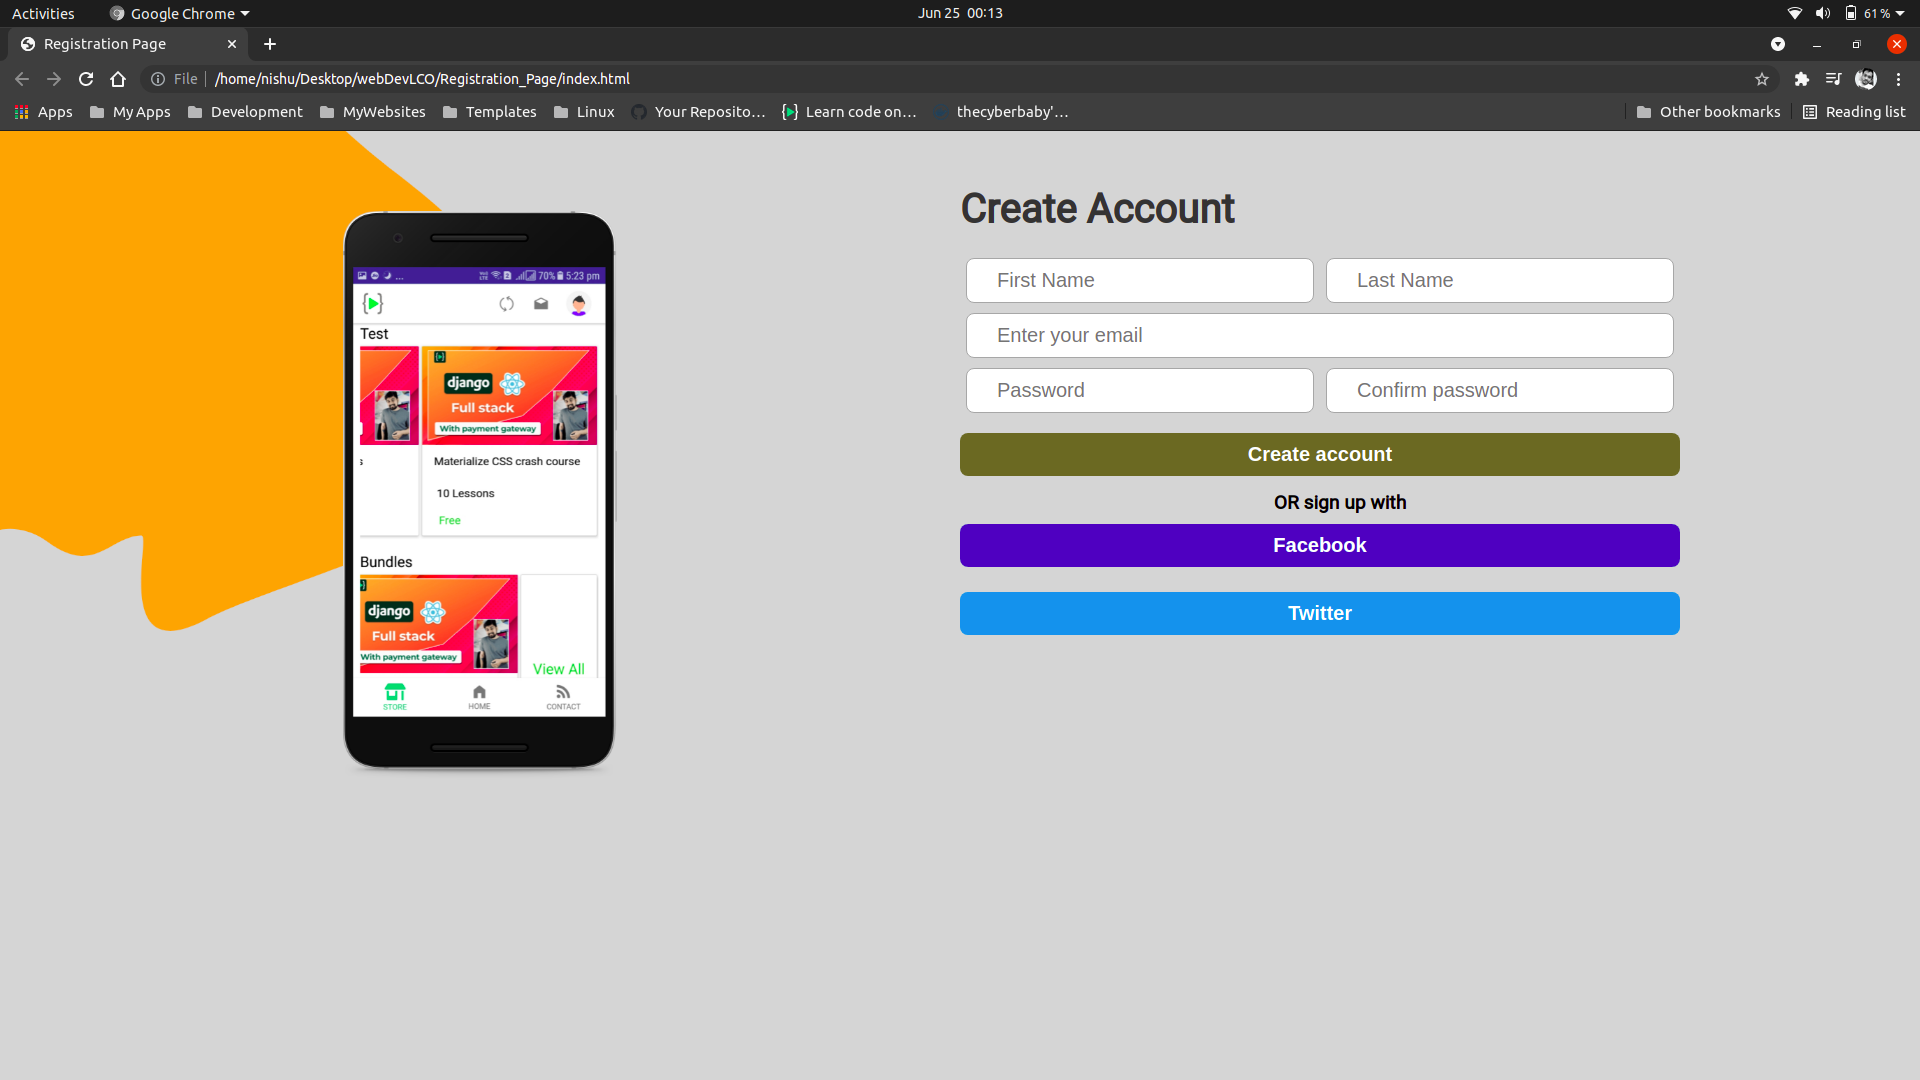 Activities Google Chrome Jun 25 00:13 61 %
Registration Page
File /home/nishu/Desktop/webDevLCO/Registration_Page/index.html
Apps My Apps Development MyWebsites Templates Linux Your Reposito… Learn code on… thecyberbaby'… Other bookmarks Reading list
Create Account
First Name Last Name
Enter your email
Password Confirm password
Create account
OR sign up with
Facebook
Twitter
... 70% 5:23 pm
Test
django
Full stack
With payment gateway
s Materialize CSS crash course
10 Lessons
Free
Bundles
django
Full stack
With payment gateway
View All
STORE HOME CONTACT